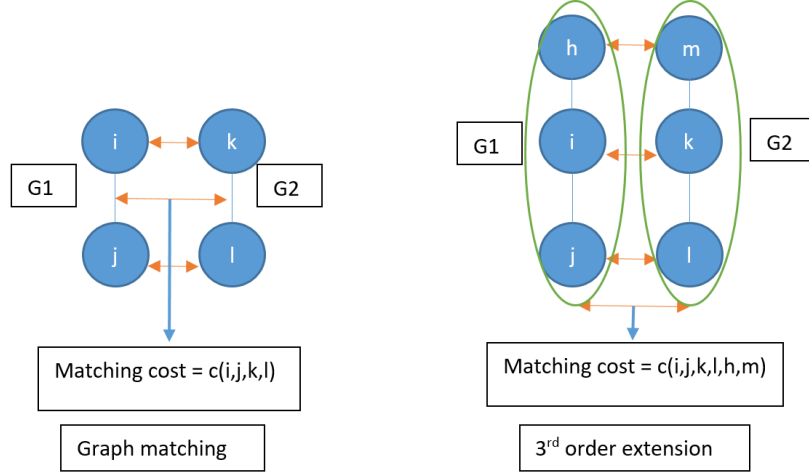 i
k
G1
G2
j
l
Matching cost = c(i,j,k,l)
Graph matching
h
m
G1
i
k
G2
j
l
Matching cost = c(i,j,k,l,h,m)
3rd order extension